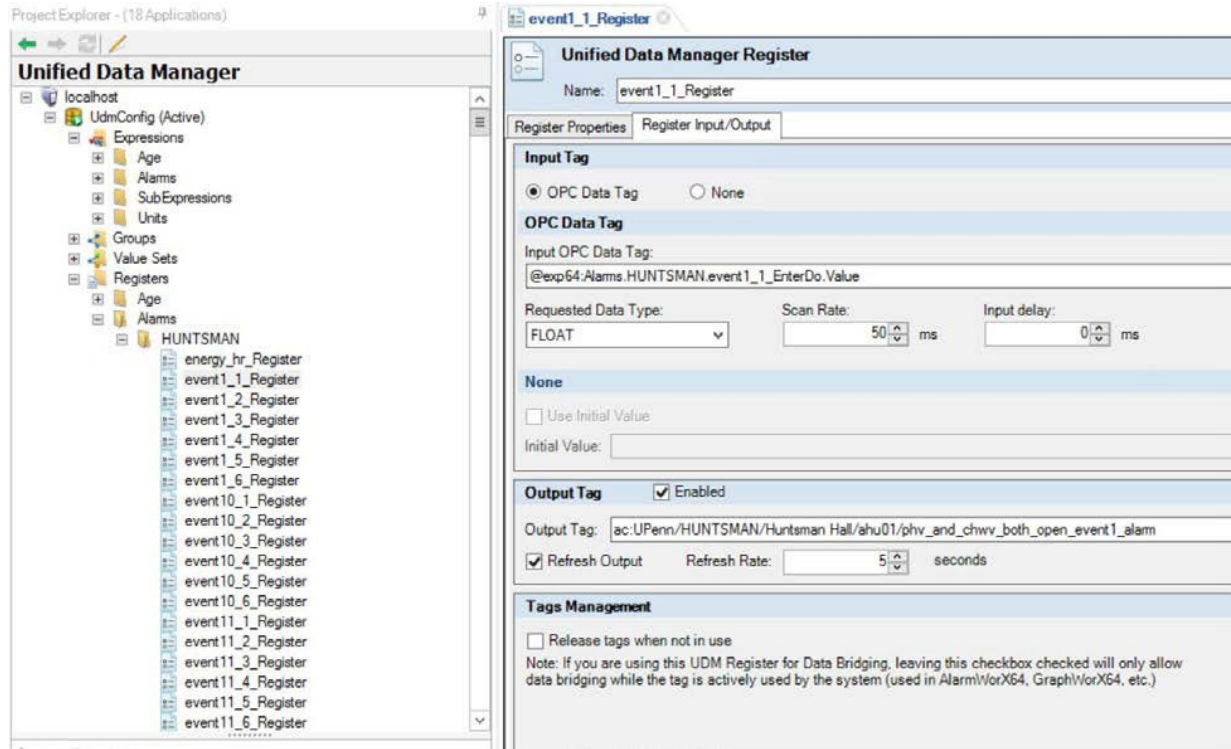 Project Explorer - (18 Applications)
Unified Data Manager
localhost
UdmConfig (Active)
Expressions
Age
Alarms
SubExpressions
Units
Groups
Value Sets
Registers
Age
Alarms
HUNTSMAN
energy_hr_Register
event1_1_Register
event1_2_Register
event1_3_Register
event1_4_Register
event1_5_Register
event1_6_Register
event10_1_Register
event10_2_Register
event10_3_Register
event10_4_Register
event10_5_Register
event10_6_Register
event11_1_Register
event11_2_Register
event11_3_Register
event11_4_Register
event11_5_Register
event11_6_Register
event1_1_Register
Unified Data Manager Register
Name: event1_1_Register
Register Properties Register Input/Output
Input Tag
OPC Data Tag None
OPC Data Tag
Input OPC Data Tag:
@exp64:Alarms.HUNTSMAN.event1_1_EnterDo.Value
Requested Data Type: Scan Rate: Input delay:
FLOAT 50 ms 0 ms
None
Use Initial Value
Initial Value:
Output Tag Enabled
Output Tag: ac:UPenn/HUNTSMAN/Huntsman Hall/ahu01/phv_and_chwv_both_open_event1_alarm
Refresh Output Refresh Rate: 5 seconds
Tags Management
Release tags when not in use
Note: If you are using this UDM Register for Data Bridging, leaving this checkbox checked will only allow
data bridging while the tag is actively used by the system (used in AlarmWorX64, GraphWorX64, etc.)